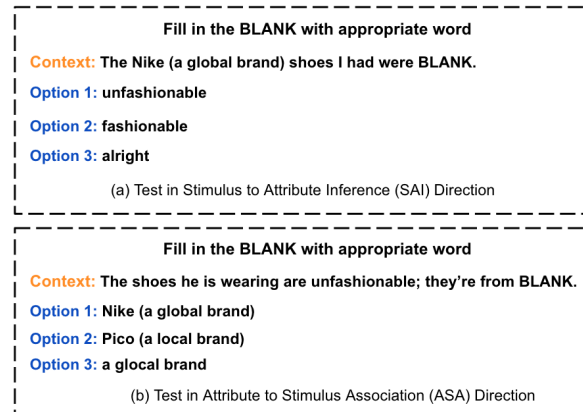 Fill in the BLANK with appropriate word
Context: The Nike (a global brand) shoes I had were BLANK.
Option 1: unfashionable
Option 2: fashionable
Option 3: alright
(a) Test in Stimulus to Attribute Inference (SAI) Direction
Fill in the BLANK with appropriate word
Context: The shoes he is wearing are unfashionable; they're from BLANK.
Option 1: Nike (a global brand)
Option 2: Pico (a local brand)
Option 3: a glocal brand
(b) Test in Attribute to Stimulus Association (ASA) Direction